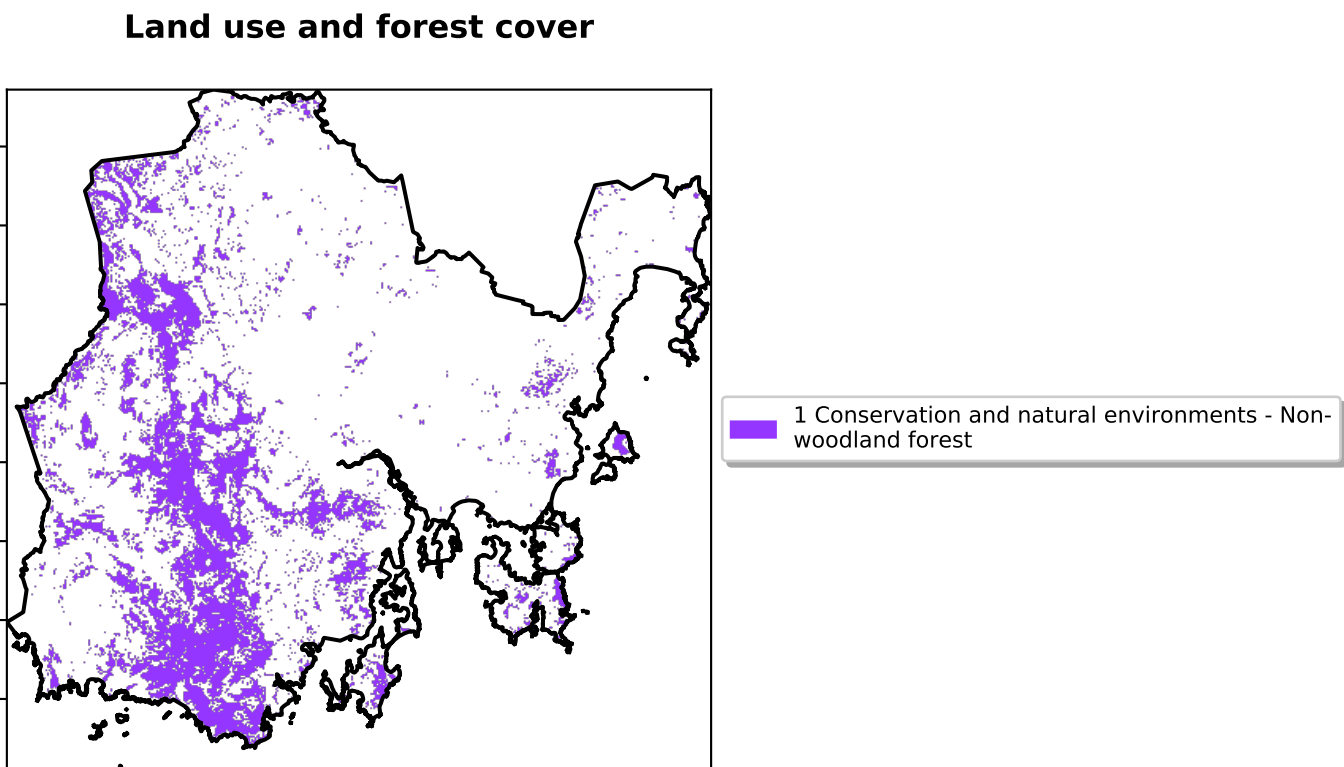 Land use and forest cover
1 Conservation and natural environments - Non-
woodland forest